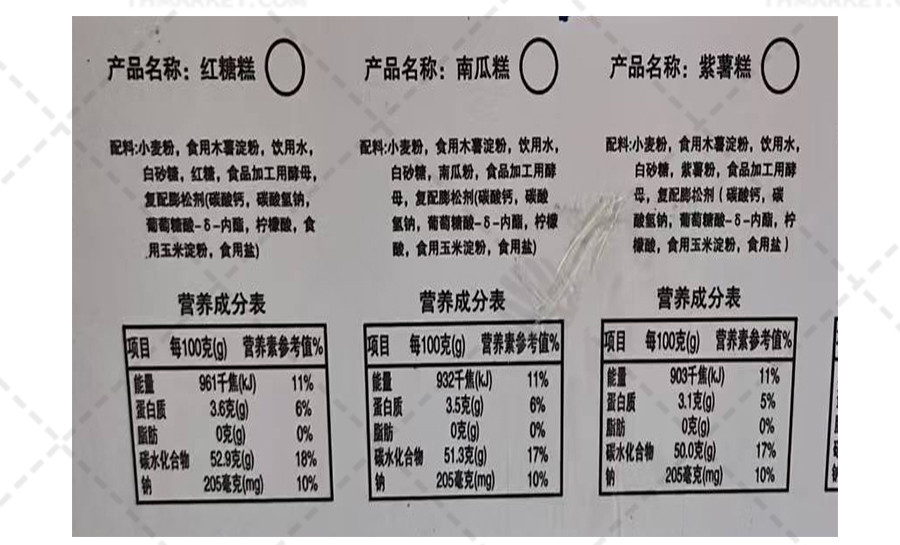 产品名称：红糖糕
配料:小麦粉，食用木薯淀粉，饮用水，
白砂糖，红糖，食品加工用酵母，
复配膨松剂(碳酸钙，碳酸氢钠，
葡萄糖酸-δ-内酯，柠檬酸，食
用玉米淀粉，食用盐)
营养成分表
项目 每100克(g) 营养素参考值%
能量 961千焦(kJ) 11%
蛋白质 3.6克(g) 6%
脂肪 0克(g) 0%
碳水化合物 52.9克(g) 18%
钠 205毫克(mg) 10%
产品名称：南瓜糕
配料:小麦粉，食用木薯淀粉，饮用水，
白砂糖，南瓜粉，食品加工用酵
母，复配膨松剂(碳酸钙，碳酸
氢钠，葡萄糖酸-δ-内酯，柠檬
酸，食用玉米淀粉，食用盐)
营养成分表
项目 每100克(g) 营养素参考值%
能量 932千焦(kJ) 11%
蛋白质 3.5克(g) 6%
脂肪 0克(g) 0%
碳水化合物 51.3克(g) 17%
钠 205毫克(mg) 10%
产品名称：紫薯糕
配料:小麦粉，食用木薯淀粉，饮用水，
白砂糖，紫薯粉，食品加工用酵
母，复配膨松剂（碳酸钙，碳
酸氢钠，葡萄糖酸-δ-内酯，柠
檬酸，食用玉米淀粉，食用盐）
营养成分表
项目 每100克(g) 营养素参考值%
能量 903千焦(kJ) 11%
蛋白质 3.1克(g) 5%
脂肪 0克(g) 0%
碳水化合物 50.0克(g) 17%
钠 205毫克(mg) 10%